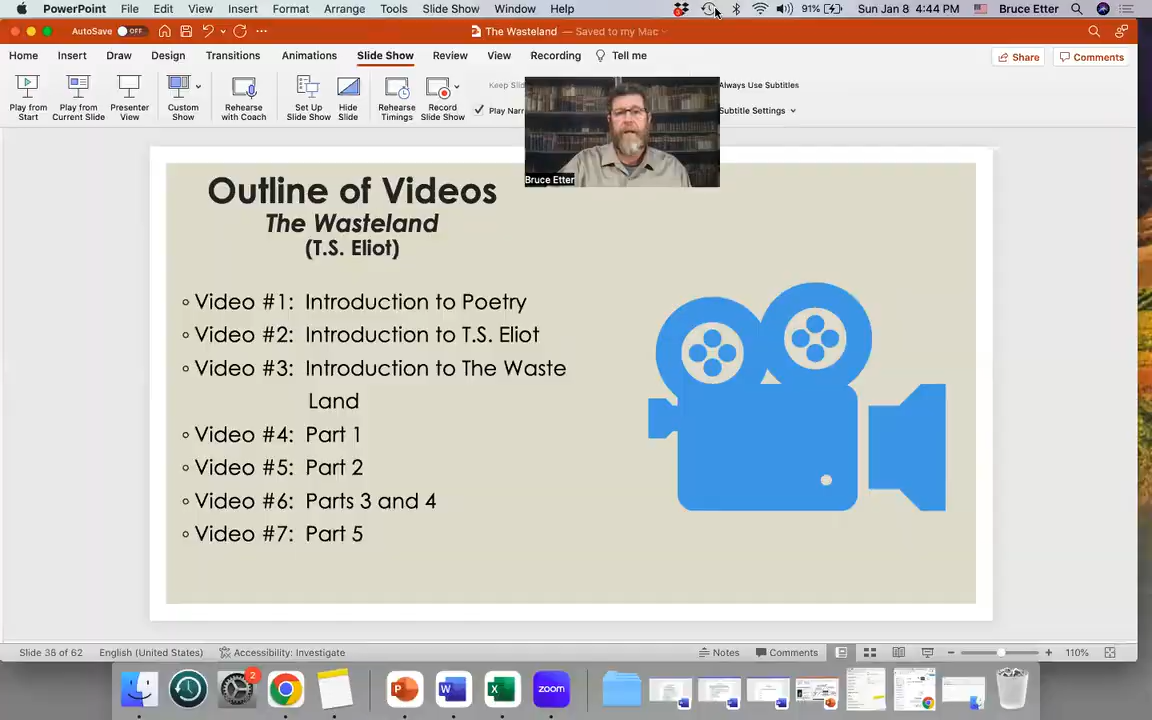 PowerPoint File Edit View Insert Format Arrange Tools Slide Show Window Help 91% Sun Jan 8 4:44 PM Bruce Etter
AutoSave OFF The Wasteland — Saved to my Mac
Home Insert Draw Design Transitions Animations Slide Show Review View Recording Tell me Share Comments
Play from Start
Play from Current Slide
Presenter View
Custom Show
Rehearse with Coach
Set Up Slide Show
Hide Slide
Rehearse Timings
Record Slide Show
Keep Slid
Play Narr
Always Use Subtitles
Subtitle Settings
Bruce Etter
Outline of Videos
The Wasteland
(T.S. Eliot)
◦ Video #1: Introduction to Poetry
◦ Video #2: Introduction to T.S. Eliot
◦ Video #3: Introduction to The Waste
Land
◦ Video #4: Part 1
◦ Video #5: Part 2
◦ Video #6: Parts 3 and 4
◦ Video #7: Part 5
Slide 36 of 62 English (United States) Accessibility: Investigate Notes Comments 110%
2
P W X zoom